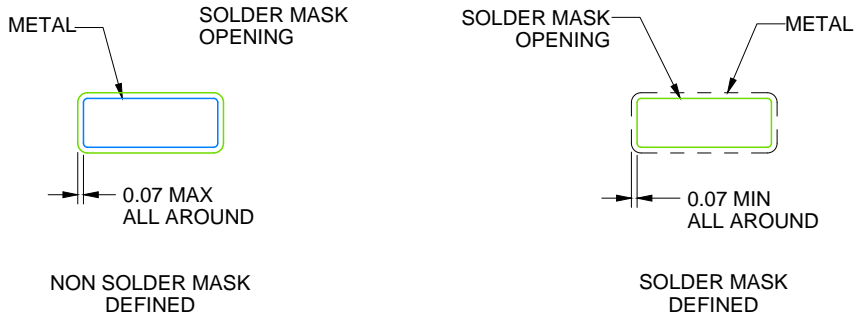 METAL
SOLDER MASK
OPENING
0.07 MAX
ALL AROUND
NON SOLDER MASK
DEFINED
SOLDER MASK
OPENING
METAL
0.07 MIN
ALL AROUND
SOLDER MASK
DEFINED